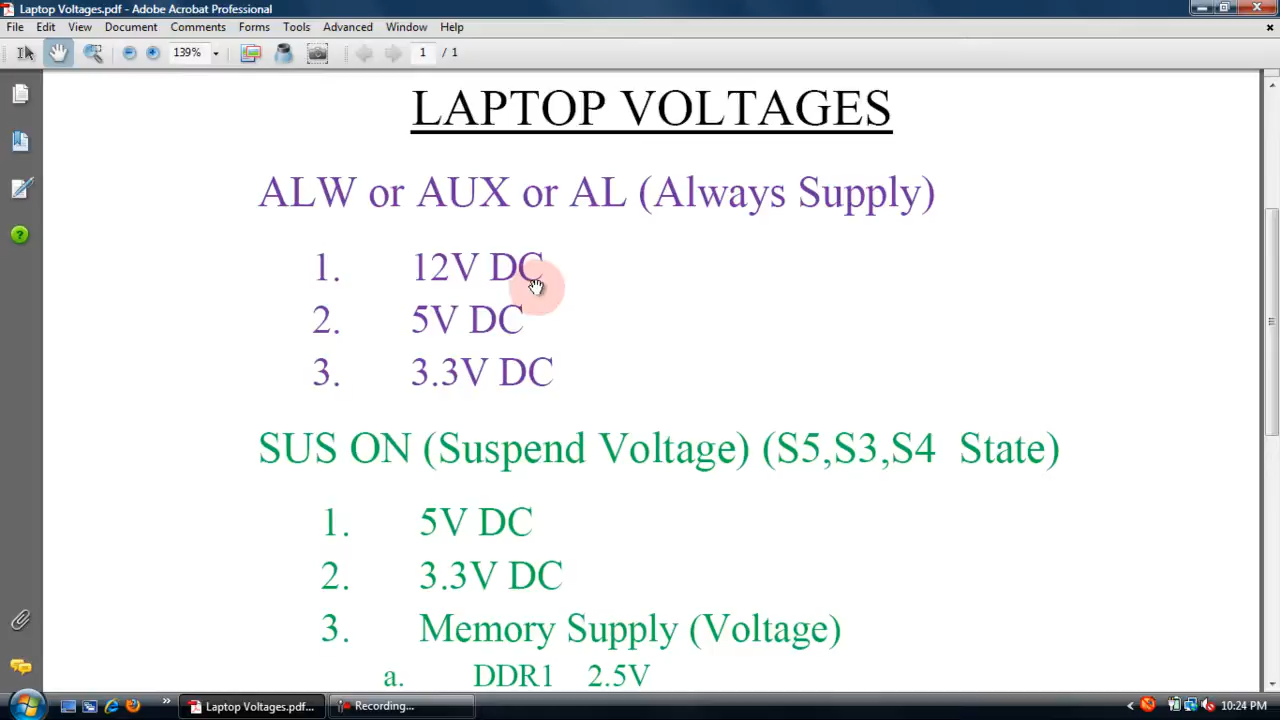 Laptop Voltages.pdf - Adobe Acrobat Professional
File Edit View Document Comments Forms Tools Advanced Window Help
139% 1 / 1
LAPTOP VOLTAGES
ALW or AUX or AL (Always Supply)
1. 12V DC
2. 5V DC
3. 3.3V DC
SUS ON (Suspend Voltage) (S5,S3,S4 State)
1. 5V DC
2. 3.3V DC
3. Memory Supply (Voltage)
a. DDR1 2.5V
Laptop Voltages.pdf... Recording... 10:24 PM